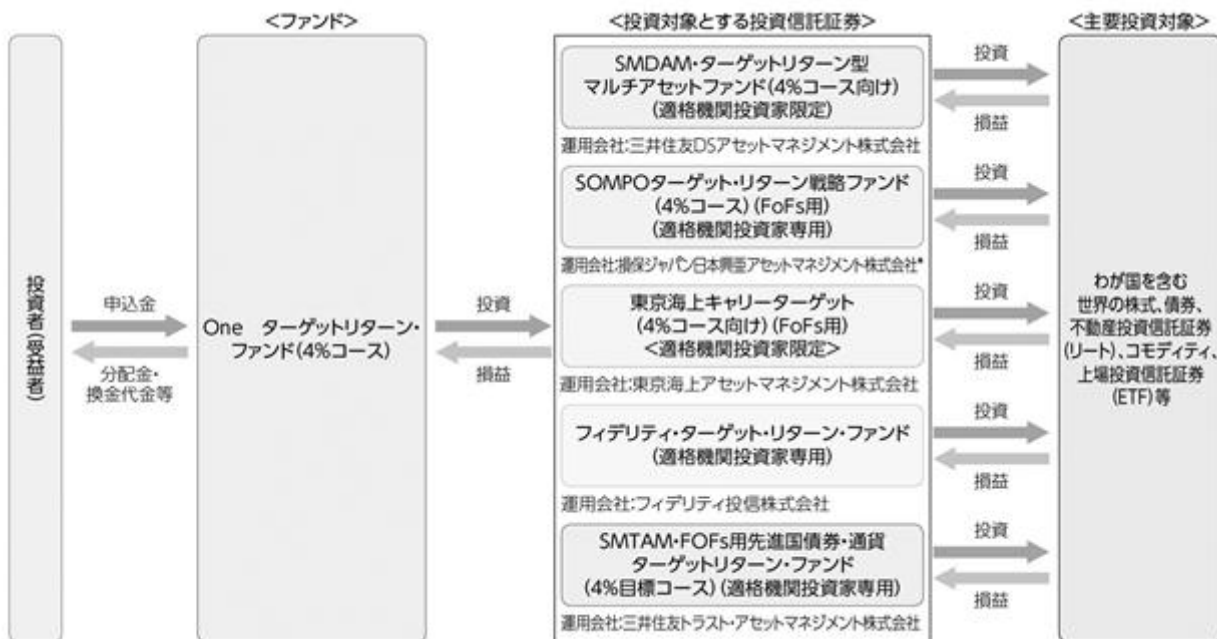 <ファンド>
<投資対象とする投資信託証券>
<主要投資対象>
投資者(受益者)
申込金
分配金・
換金代金等
One ターゲットリターン・
ファンド(4%コース)
投資
損益
SMDAM・ターゲットリターン型
マルチアセットファンド(4%コース向け)
(適格機関投資家限定)
運用会社:三井住友DSアセットマネジメント株式会社
投資
損益
SOMPOターゲット・リターン戦略ファンド
(4%コース)(FoFs用)
(適格機関投資家専用)
運用会社:損保ジャパン日本興亜アセットマネジメント株式会社*
投資
損益
東京海上キャリーターゲット
(4%コース向け)(FoFs用)
<適格機関投資家限定>
運用会社:東京海上アセットマネジメント株式会社
投資
損益
フィデリティ・ターゲット・リターン・ファンド
(適格機関投資家専用)
運用会社:フィデリティ投信株式会社
投資
損益
SMTAM・FOFs用先進国債券・通貨
ターゲットリターン・ファンド
(4%目標コース)(適格機関投資家専用)
運用会社:三井住友トラスト・アセットマネジメント株式会社
投資
損益
わが国を含む
世界の株式、債券、
不動産投資信託証券
(リート)、コモディティ、
上場投資信託証券
(ETF)等